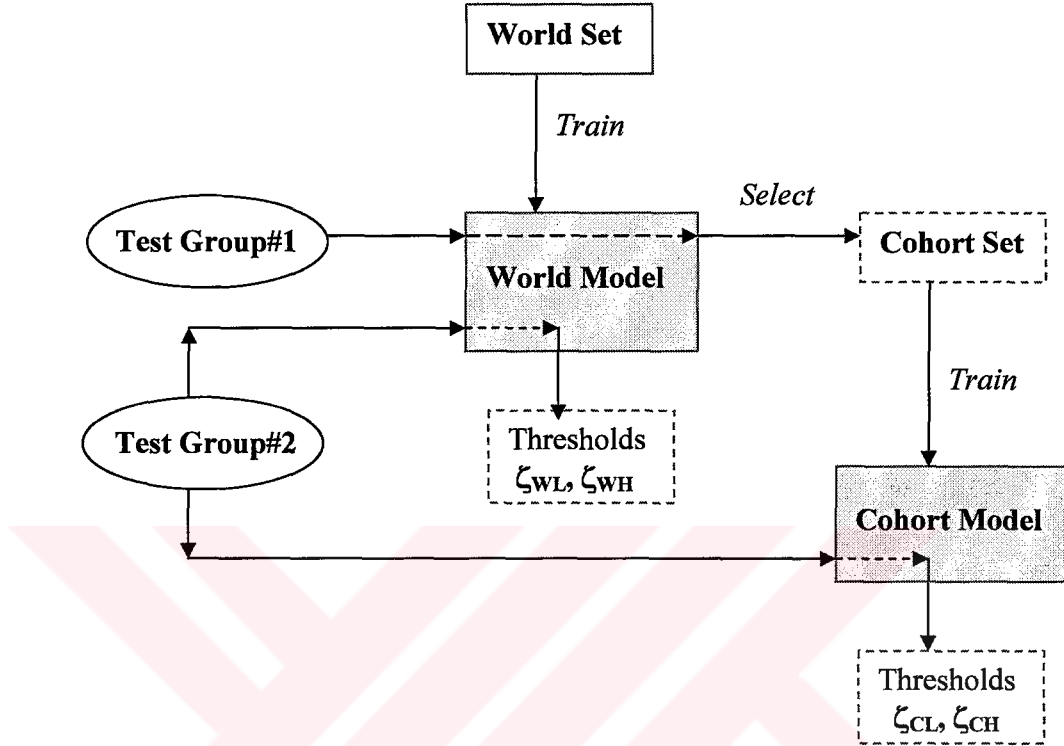 World Set
Train
Select
Test Group#1
World Model
Cohort Set
Train
Test Group#2
Thresholds
ζWL, ζWH
Cohort Model
Thresholds
ζCL, ζCH